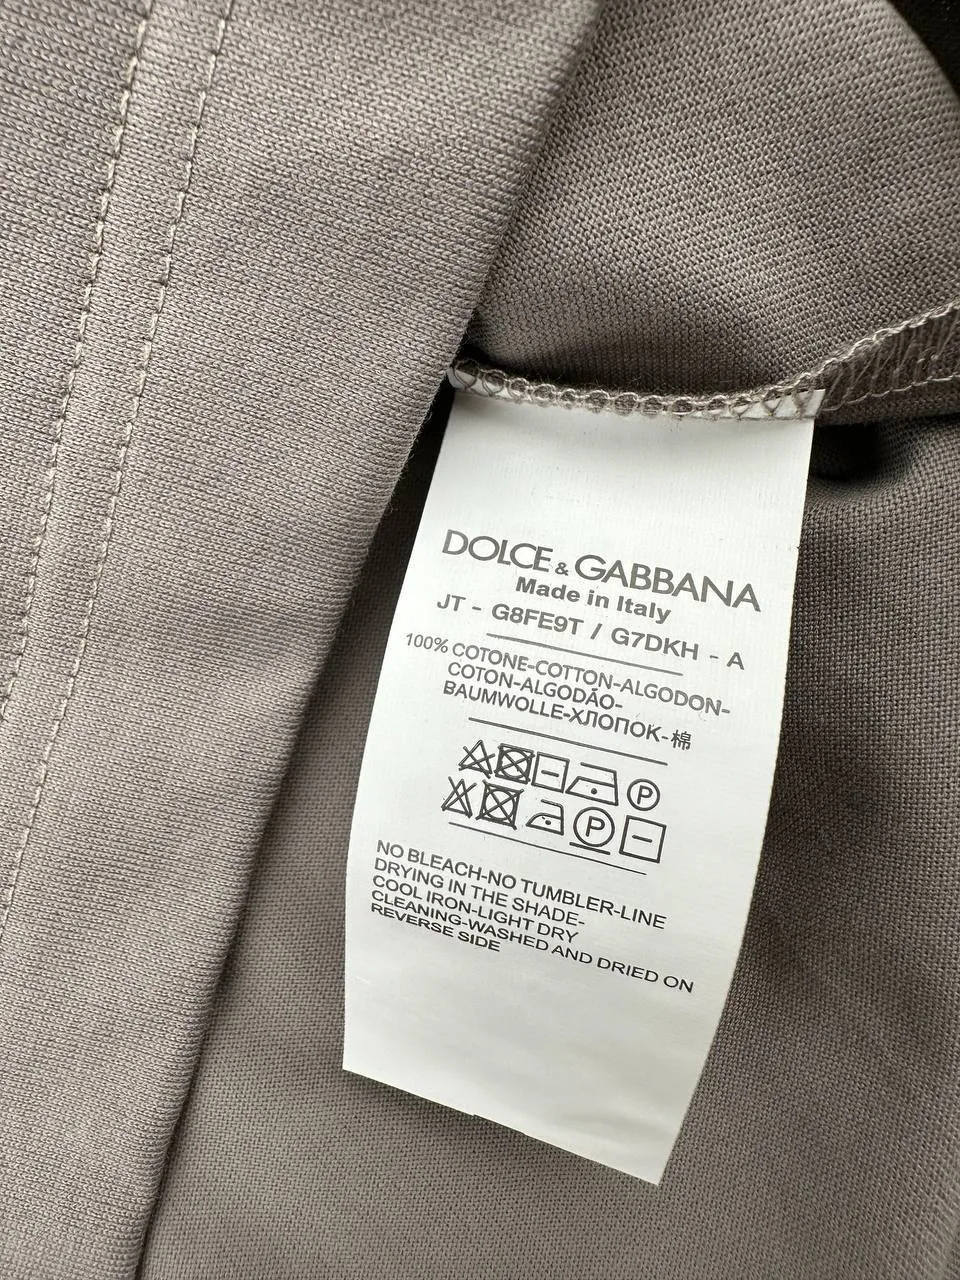 DOLCE & GABBANA
Made in Italy
JT - G8FE9T / G7DKH - A
100% COTONE-COTTON-ALGODON-
COTON-ALGODÃO-
BAUMWOLLE-ХЛОПОК-棉
P
P
NO BLEACH-NO TUMBLER-LINE
DRYING IN THE SHADE-
COOL IRON-LIGHT DRY
CLEANING-WASHED AND DRIED ON
REVERSE SIDE